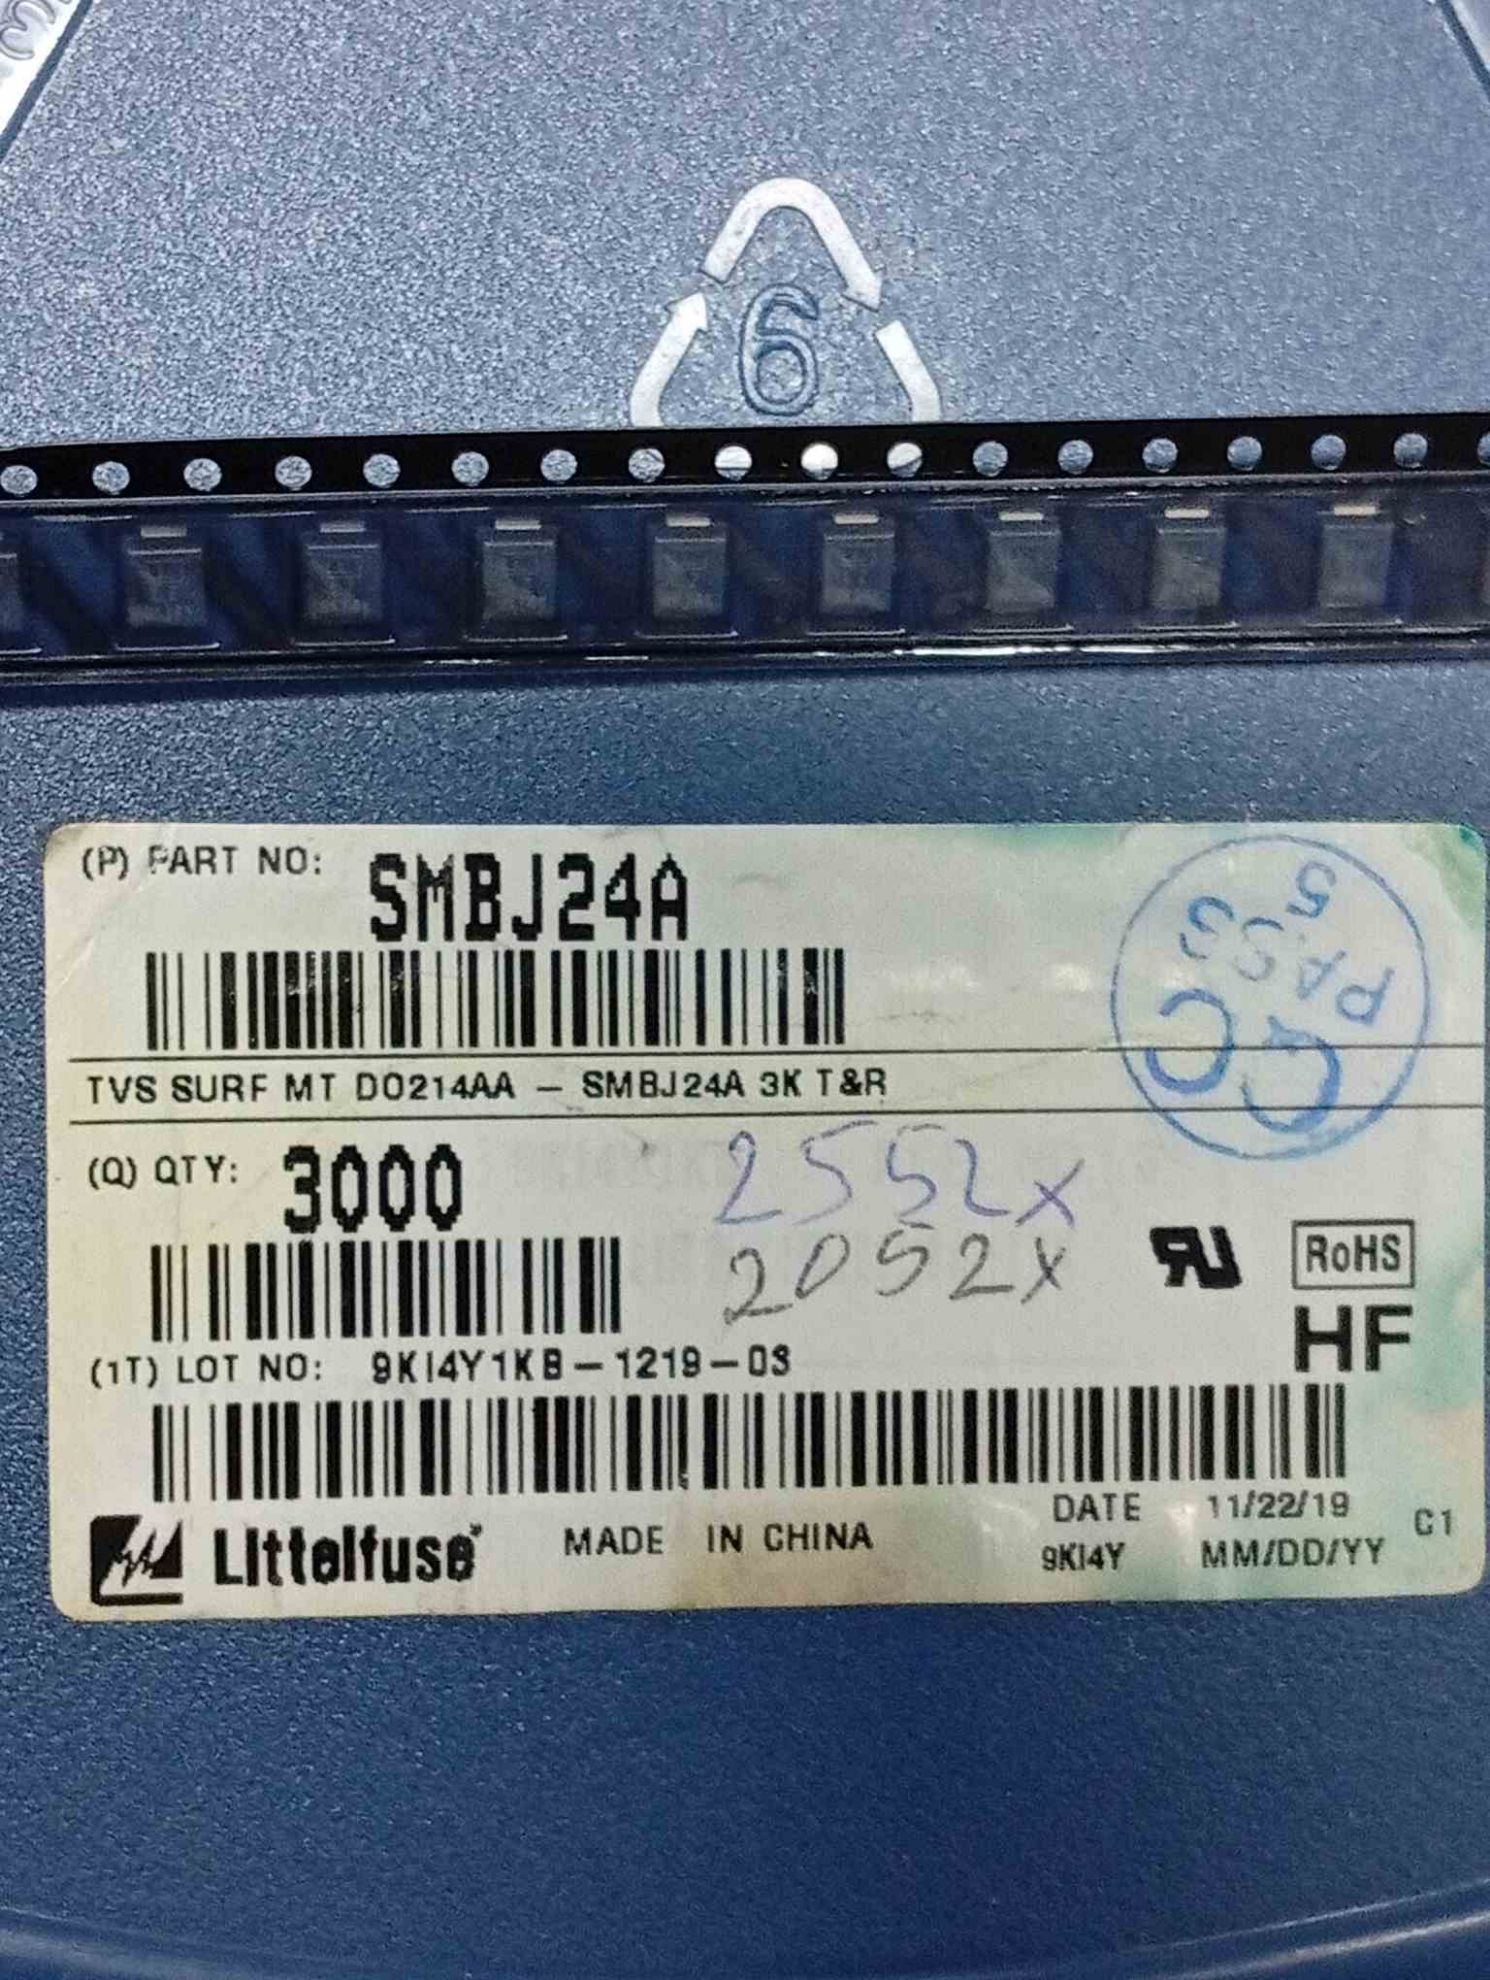 6
(P) PART NO: SMBJ24A
QC
PASS
5
TVS SURF MT DO214AA – SMBJ24A 3K T&R
(Q) QTY: 3000
2552x
2052x
RoHS
HF
(1T) LOT NO: 9KI4Y1KB–1219–03
Littelfuse
MADE IN CHINA
DATE 11/22/19
9KI4Y MM/DD/YY C1